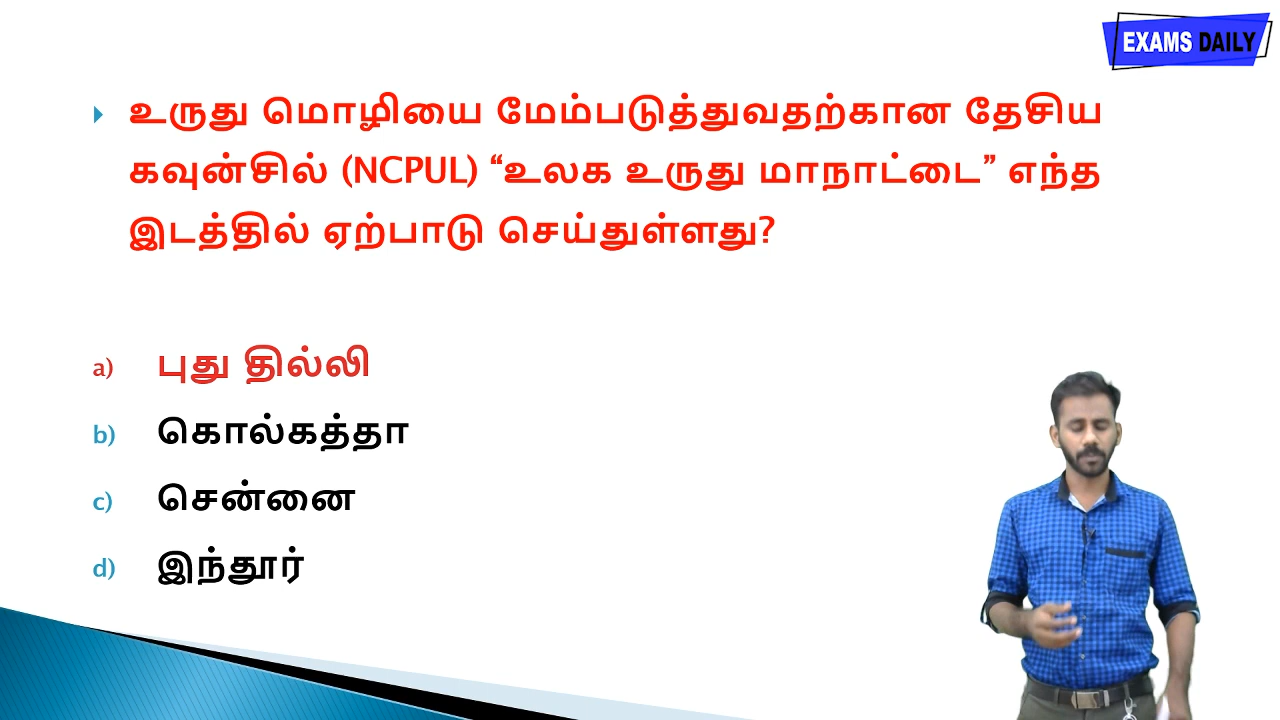 EXAMS DAILY
உருது மொழியை மேம்படுத்துவதற்கான தேசிய
கவுன்சில் (NCPUL) “உலக உருது மாநாட்டை” எந்த
இடத்தில் ஏற்பாடு செய்துள்ளது?
a) புது தில்லி
b) கொல்கத்தா
c) சென்னை
d) இந்தூர்